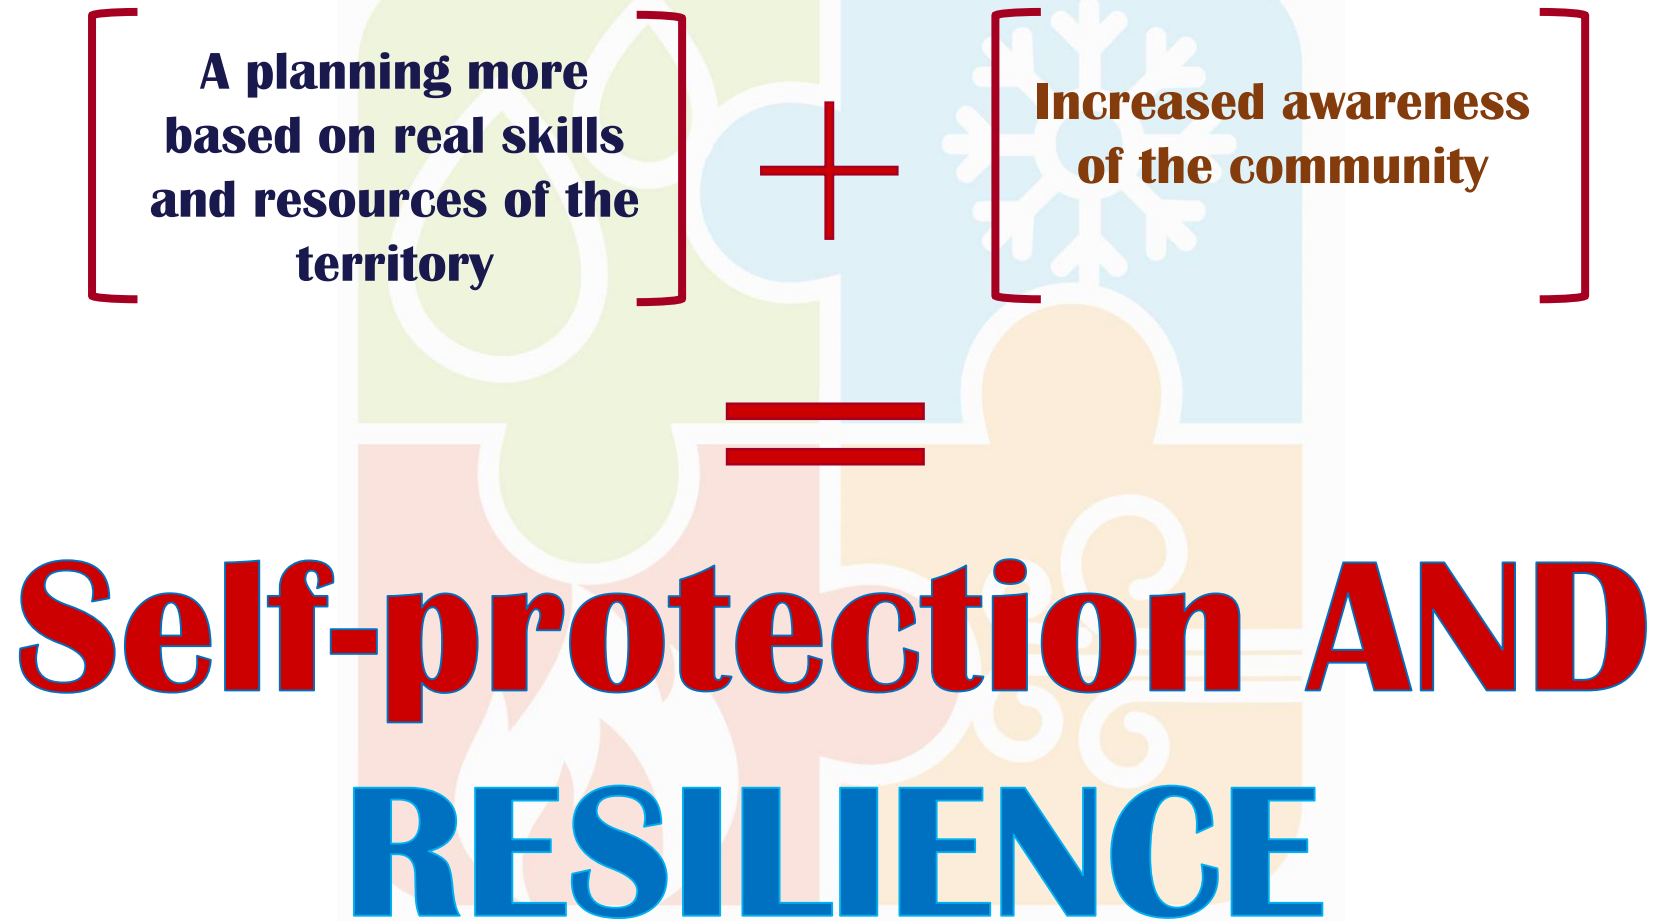 A planning more
based on real skills
and resources of the
territory
+
Increased awareness
of the community
=
Self-protection AND
RESILIENCE